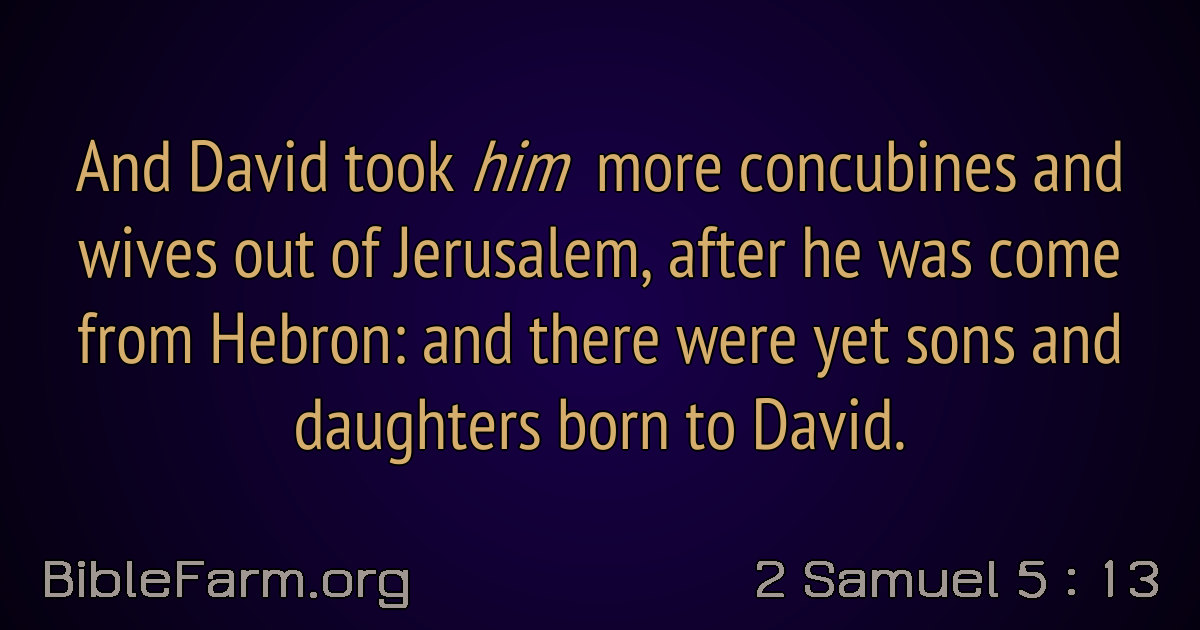 And David took him more concubines and
wives out of Jerusalem, after he was come
from Hebron: and there were yet sons and
daughters born to David.
BibleFarm.org
2 Samuel 5 : 13